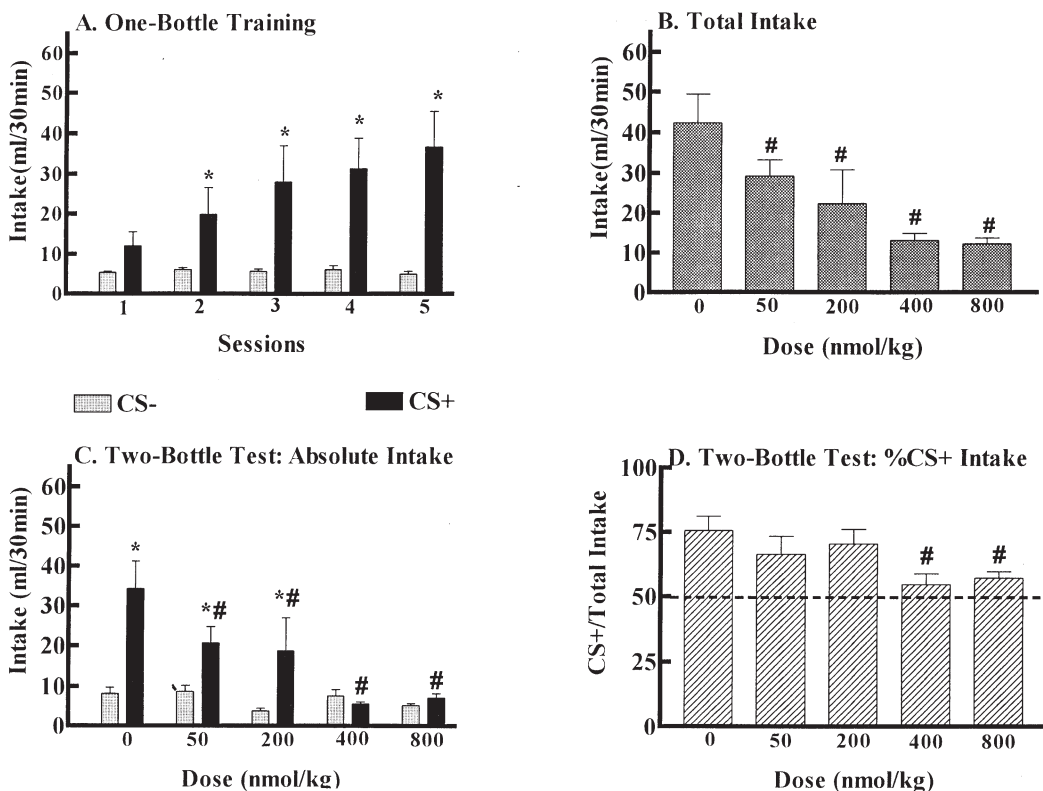 A. One-Bottle Training
60
50
40
30
20
10
0
Intake(ml/30min)
*
*
*
*
1 2 3 4 5
Sessions
B. Total Intake
60
50
40
30
20
10
0
Intake(ml/30min)
#
#
#
#
0 50 200 400 800
Dose (nmol/kg)
CS- CS+
C. Two-Bottle Test: Absolute Intake
60
50
40
30
20
10
0
Intake (ml/30min)
*
*#
*#
#
#
0 50 200 400 800
Dose (nmol/kg)
D. Two-Bottle Test: %CS+ Intake
100
75
50
25
0
CS+/Total Intake
#
#
0 50 200 400 800
Dose (nmol/kg)